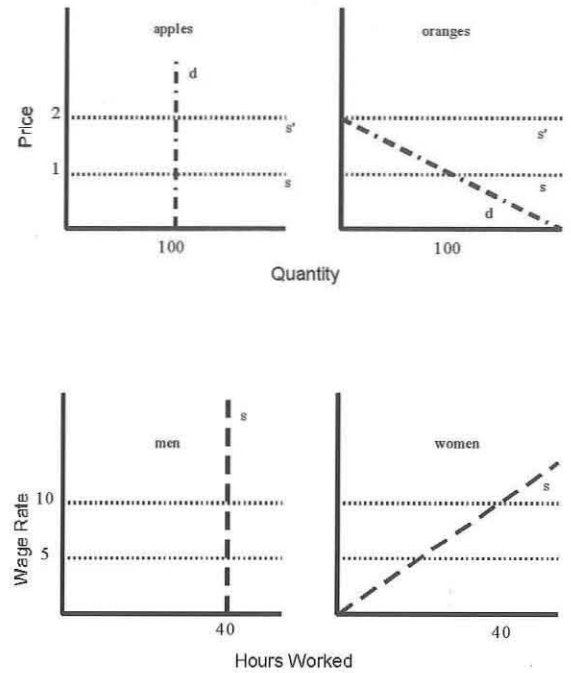 apples
oranges
d
2
s'
s'
Price
1
s
s
d
100
100
Quantity
s
men
women
s
10
Wage Rate
5
40
40
Hours Worked